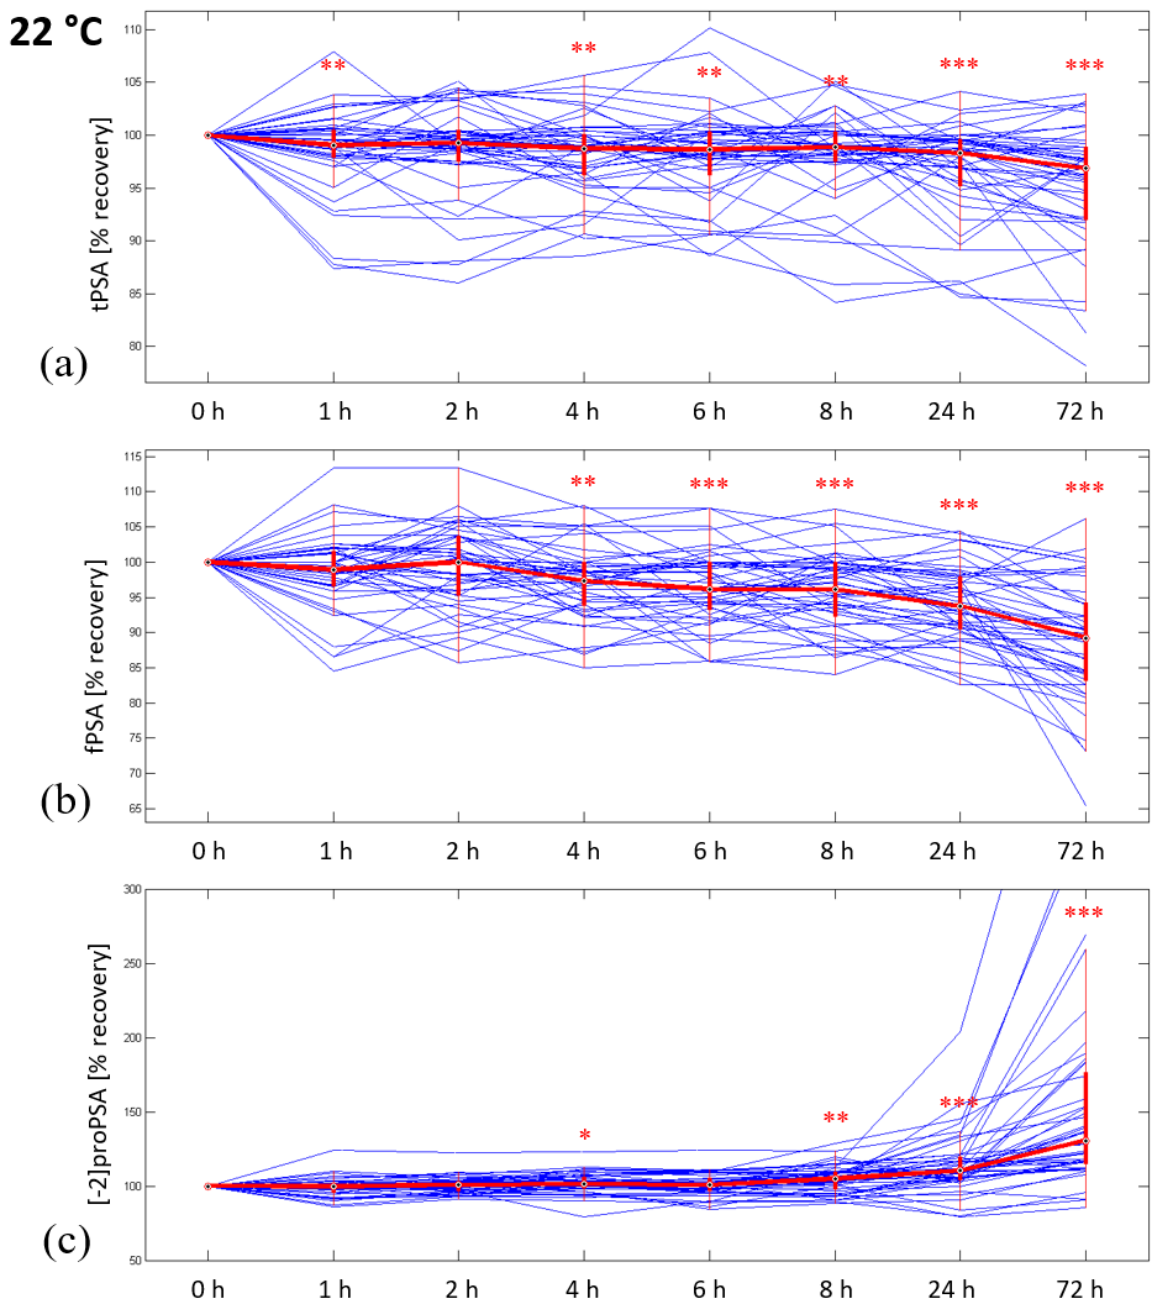 22 °C
110
105
100
95
90
85
80
tPSA [% recovery]
** ** ** ** *** ***
(a)
0 h 1 h 2 h 4 h 6 h 8 h 24 h 72 h
115
110
105
100
95
90
85
80
75
70
65
fPSA [% recovery]
** *** *** *** ***
(b)
0 h 1 h 2 h 4 h 6 h 8 h 24 h 72 h
300
250
200
150
100
50
[-2]proPSA [% recovery]
* ** *** ***
(c)
0 h 1 h 2 h 4 h 6 h 8 h 24 h 72 h